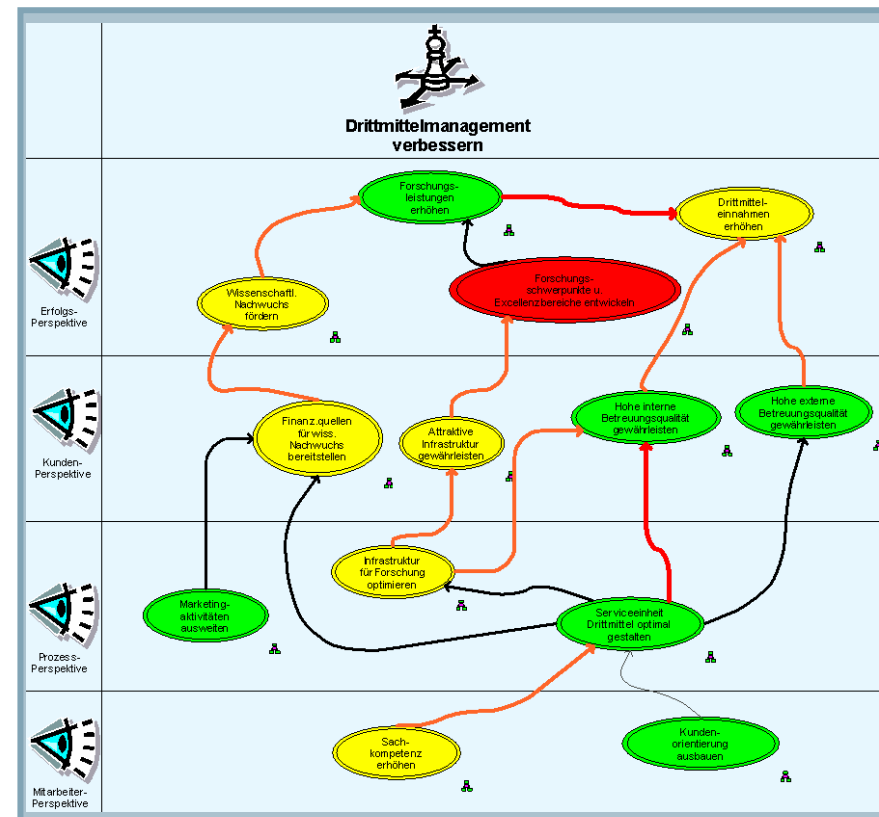 Drittmittelmanagement
verbessern
Erfolgs-
Perspektive
Forschungs-
leistungen
erhöhen
Drittmittel-
einnahmen
erhöhen
Wissenschaftl.
Nachwuchs
fördern
Forschungs-
schwerpunkte u.
Excellenzbereiche entwickeln
Kunden-
Perspektive
Finanz.quellen
für wiss.
Nachwuchs
bereitstellen
Attraktive
Infrastruktur
gewährleisten
Hohe interne
Betreuungsqualität
gewährleisten
Hohe externe
Betreuungsqualität
gewährleisten
Prozess-
Perspektive
Marketing-
aktivitäten
ausweiten
Infrastruktur
für Forschung
optimieren
Serviceeinheit
Drittmittel optimal
gestalten
Mitarbeiter-
Perspektive
Sach-
kompetenz
erhöhen
Kunden-
orientierung
ausbauen